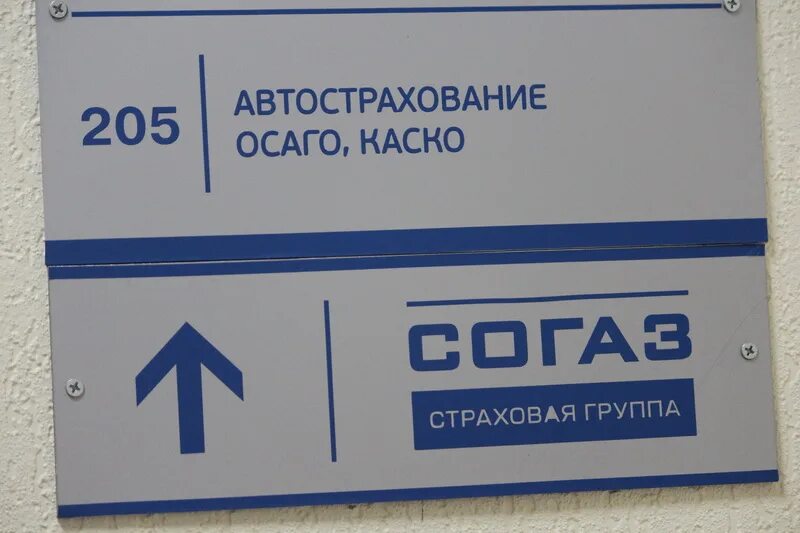 205
АВТОСТРАХОВАНИЕ
ОСАГО, КАСКО
СОГАЗ
СТРАХОВАЯ ГРУППА